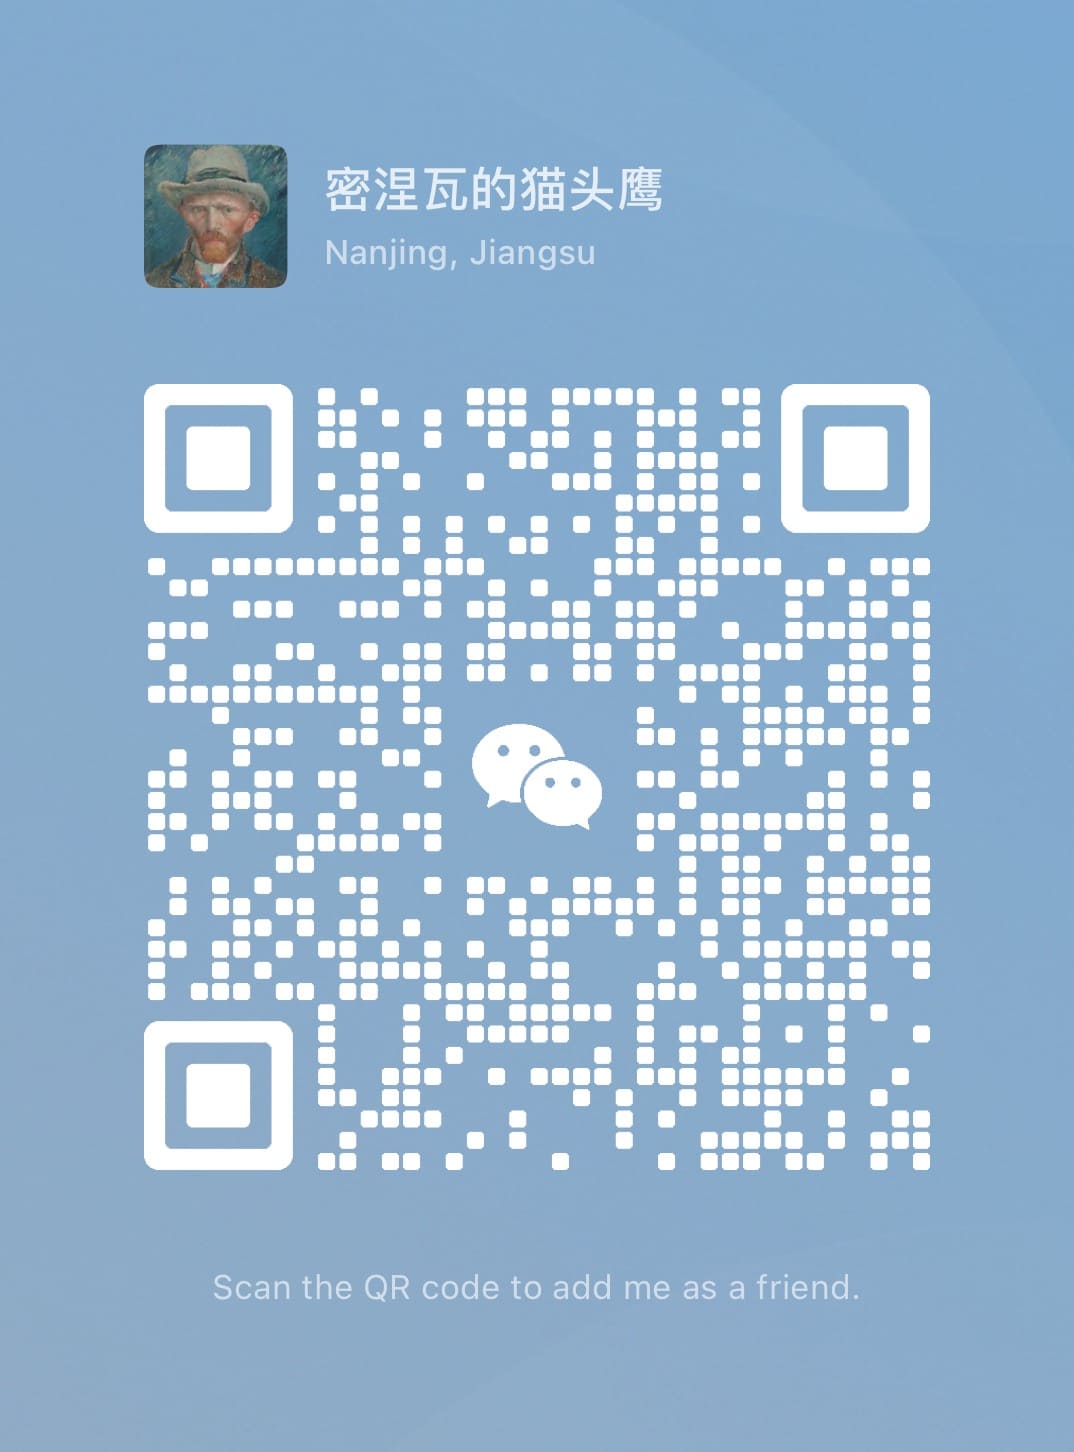 密涅瓦的猫头鹰
Nanjing, Jiangsu
Scan the QR code to add me as a friend.